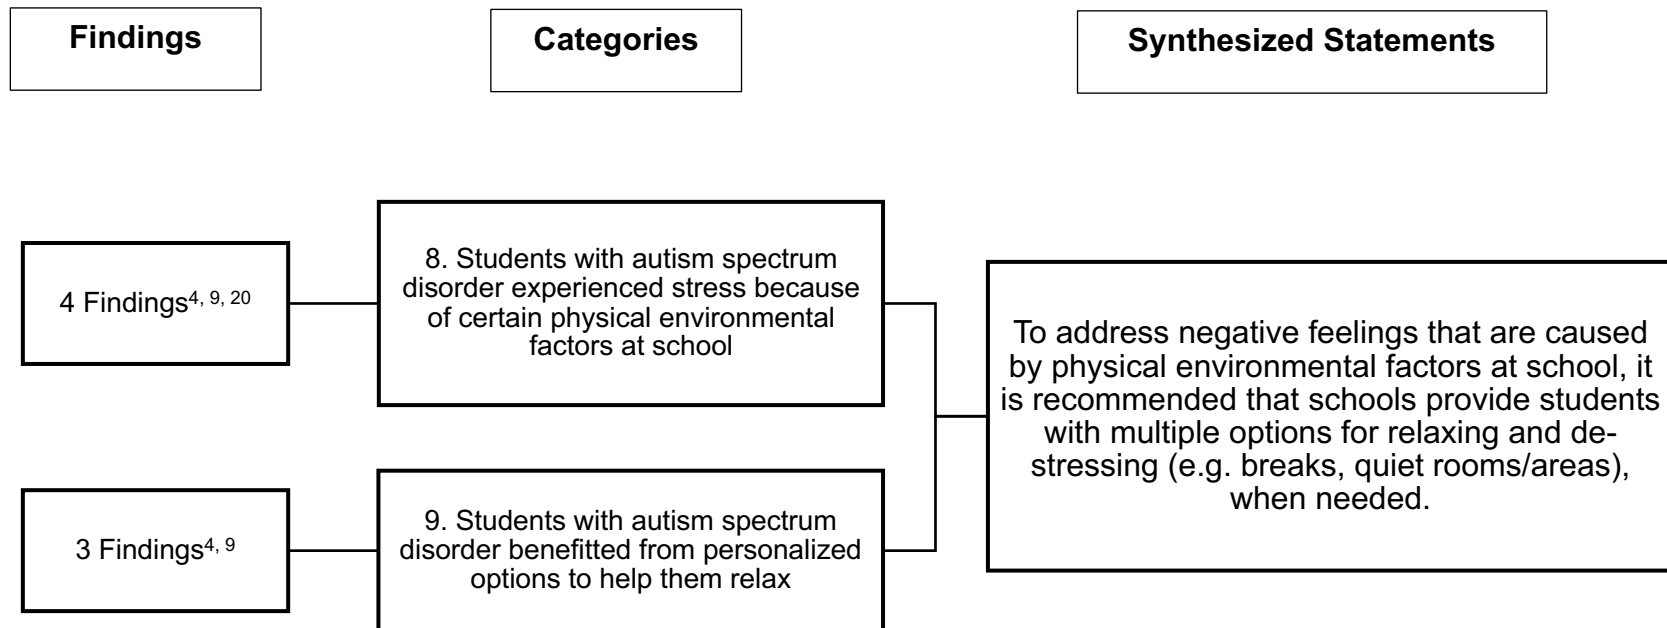 Findings
Categories
Synthesized Statements
4 Findings4, 9, 20
8. Students with autism spectrum
disorder experienced stress because
of certain physical environmental
factors at school
3 Findings4, 9
9. Students with autism spectrum
disorder benefitted from personalized
options to help them relax
To address negative feelings that are caused
by physical environmental factors at school, it
is recommended that schools provide students
with multiple options for relaxing and de-
stressing (e.g. breaks, quiet rooms/areas),
when needed.